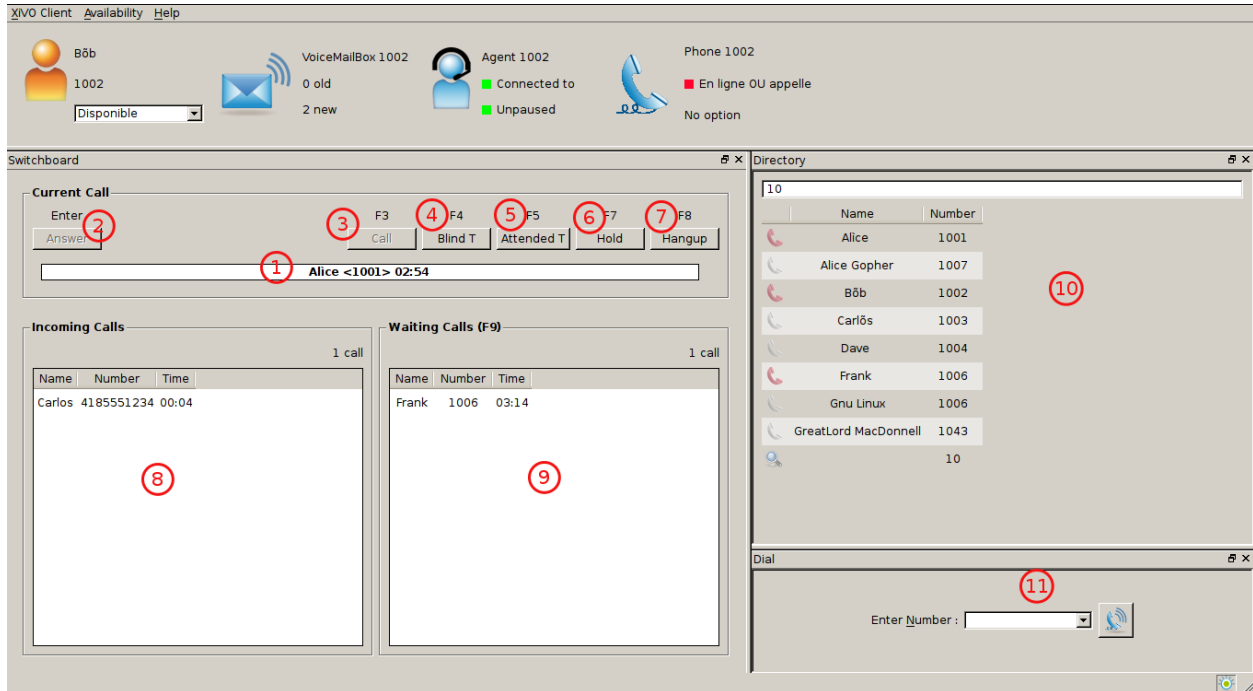 XiVO Client Availability Help
Bõb
1002
Disponible
VoiceMailBox 1002
0 old
2 new
Agent 1002
Connected to
Unpaused
Phone 1002
En ligne OU appelle
No option
Switchboard
Current Call
Enter F3 F4 F5 F7 F8
2 3 4 5 6 7
Answer Call Blind T Attended T Hold Hangup
1
Alice <1001> 02:54
Incoming Calls
1 call
Name Number Time
Carlos 4185551234 00:04
8
Waiting Calls (F9)
1 call
Name Number Time
Frank 1006 03:14
9
Directory
10
Name Number
Alice 1001
Alice Gopher 1007
Bõb 1002
10
Carlõs 1003
Dave 1004
Frank 1006
Gnu Linux 1006
GreatLord MacDonnell 1043
10
Dial
11
Enter Number :